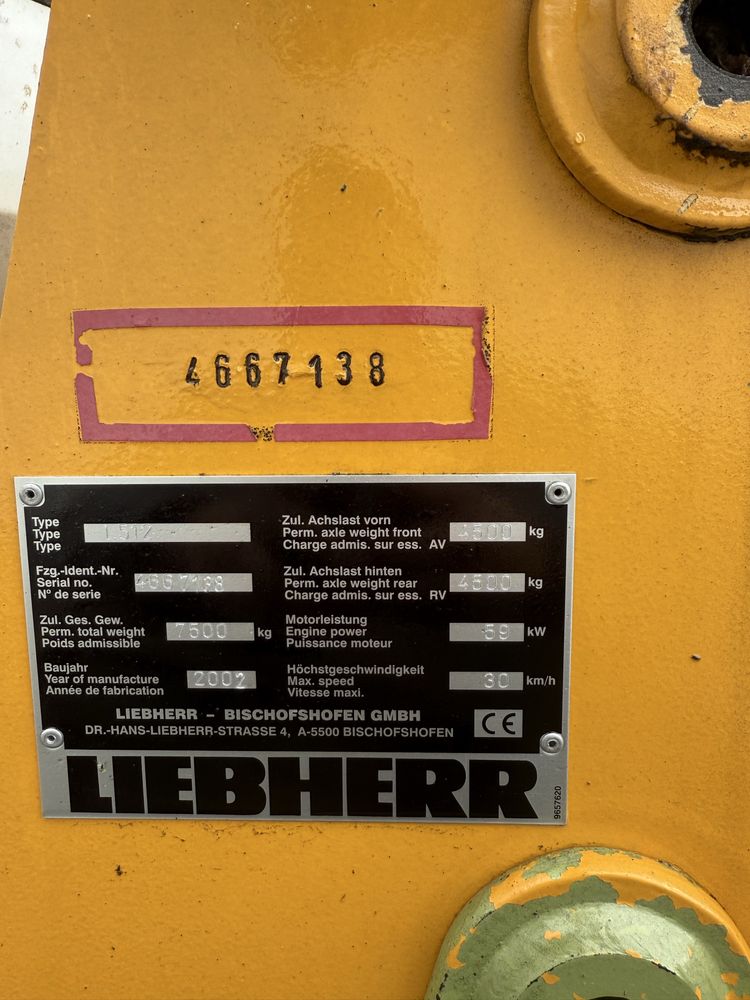 4667138
Type L512
Type
Type
Fzg.-Ident.-Nr.
Serial no. 4667138
N° de serie
Zul. Ges. Gew.
Perm. total weight 7500 kg
Poids admissible
Baujahr
Year of manufacture 2002
Année de fabrication
Zul. Achslast vorn
Perm. axle weight front 4500 kg
Charge admis. sur ess. AV
Zul. Achslast hinten
Perm. axle weight rear 4500 kg
Charge admis. sur ess. RV
Motorleistung
Engine power 59 kW
Puissance moteur
Höchstgeschwindigkeit
Max. speed 30 km/h
Vitesse maxi.
LIEBHERR – BISCHOFSHOFEN GMBH
DR.-HANS-LIEBHERR-STRASSE 4, A-5500 BISCHOFSHOFEN
CE
LIEBHERR
9657620